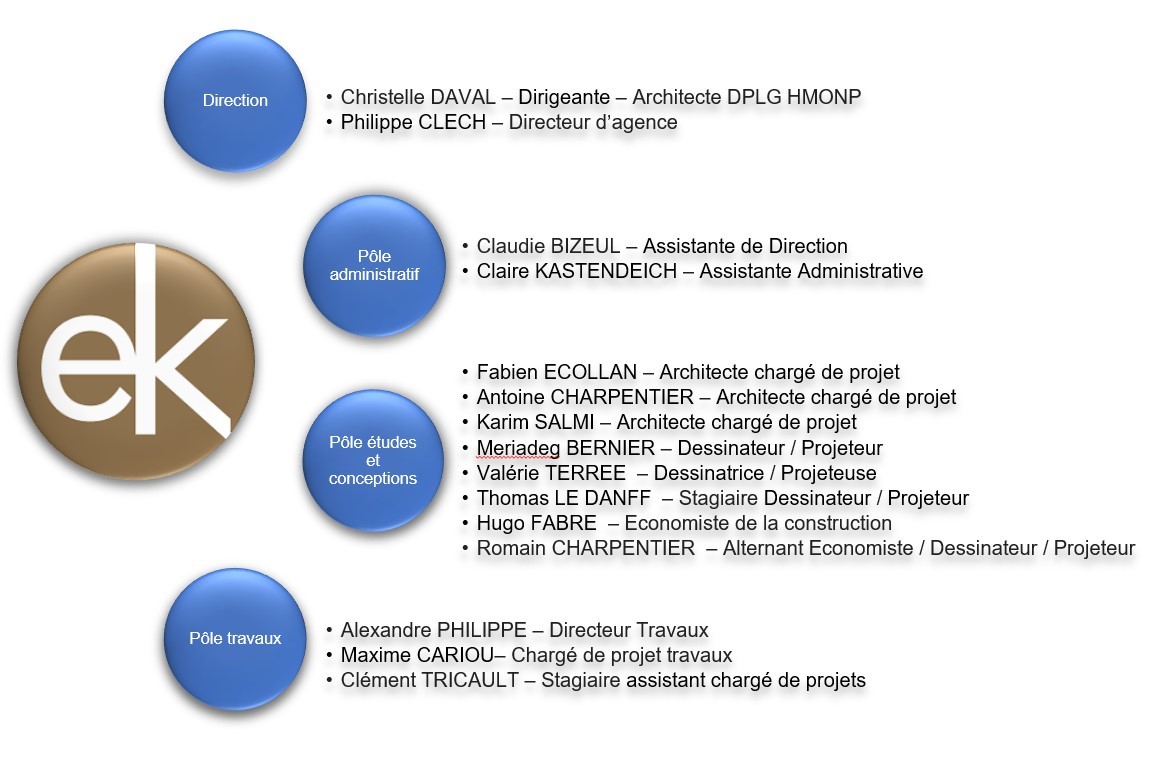 Direction
• Christelle DAVAL – Dirigeante – Architecte DPLG HMONP
• Philippe CLECH – Directeur d’agence
Pôle
administratif
• Claudie BIZEUL – Assistante de Direction
• Claire KASTENDEICH – Assistante Administrative
ek
Pôle études
et
conceptions
• Fabien ECOLLAN – Architecte chargé de projet
• Antoine CHARPENTIER – Architecte chargé de projet
• Karim SALMI – Architecte chargé de projet
• Meriadeg BERNIER – Dessinateur / Projeteur
• Valérie TERREE – Dessinatrice / Projeteuse
• Thomas LE DANFF – Stagiaire Dessinateur / Projeteur
• Hugo FABRE – Economiste de la construction
• Romain CHARPENTIER – Alternant Economiste / Dessinateur / Projeteur
Pôle travaux
• Alexandre PHILIPPE – Directeur Travaux
• Maxime CARIOU– Chargé de projet travaux
• Clément TRICAULT – Stagiaire assistant chargé de projets